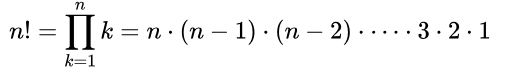 n! = ∏_{k=1}^{n} k = n · (n − 1) · (n − 2) · · · · · 3 · 2 · 1